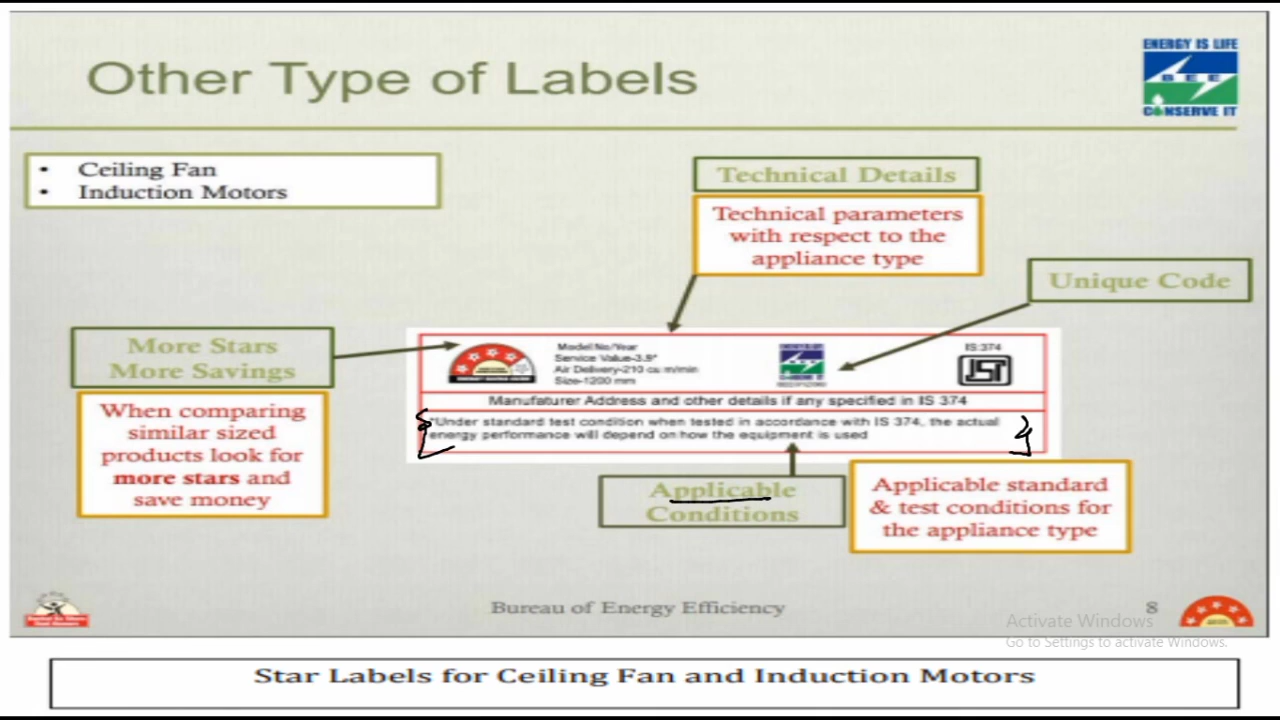 Other Type of Labels
ENERGY IS LIFE
BEE
CONSERVE IT
• Ceiling Fan
• Induction Motors
Technical Details
Technical parameters
with respect to the
appliance type
Unique Code
More Stars
More Savings
When comparing
similar sized
products look for
more stars and
save money
Model No/Year
Service Value-3.9*
Air Delivery-210 cu m/min
Size-1200 mm
IS:374
Manufaturer Address and other details if any specified in IS 374
*Under standard test condition when tested in accordance with IS 374, the actual
energy performance will depend on how the equipment is used
Applicable
Conditions
Applicable standard
& test conditions for
the appliance type
Bureau of Energy Efficiency
8
Activate Windows
Go to Settings to activate Windows.
Star Labels for Ceiling Fan and Induction Motors